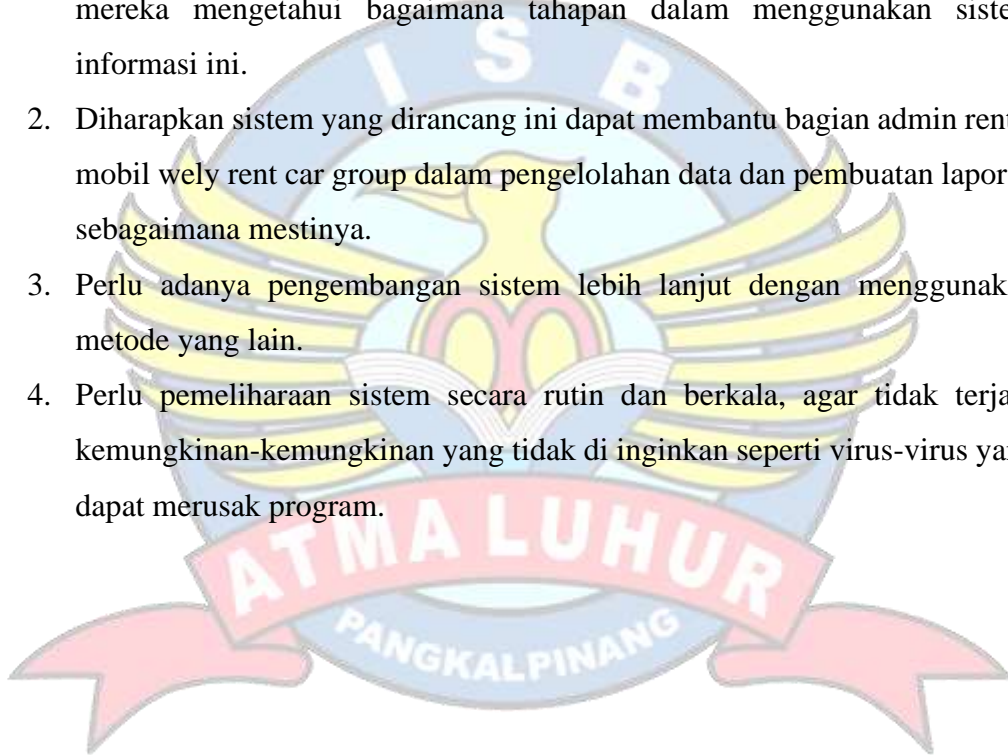 mereka mengetahui bagaimana tahapan dalam menggunakan siste
informasi ini.
2. Diharapkan sistem yang dirancang ini dapat membantu bagian admin rent
mobil wely rent car group dalam pengelolahan data dan pembuatan lapor
sebagaimana mestinya.
3. Perlu adanya pengembangan sistem lebih lanjut dengan menggunak
metode yang lain.
4. Perlu pemeliharaan sistem secara rutin dan berkala, agar tidak terja
kemungkinan-kemungkinan yang tidak di inginkan seperti virus-virus yan
dapat merusak program.
I S B
ATMA LUHUR
PANGKALPINANG